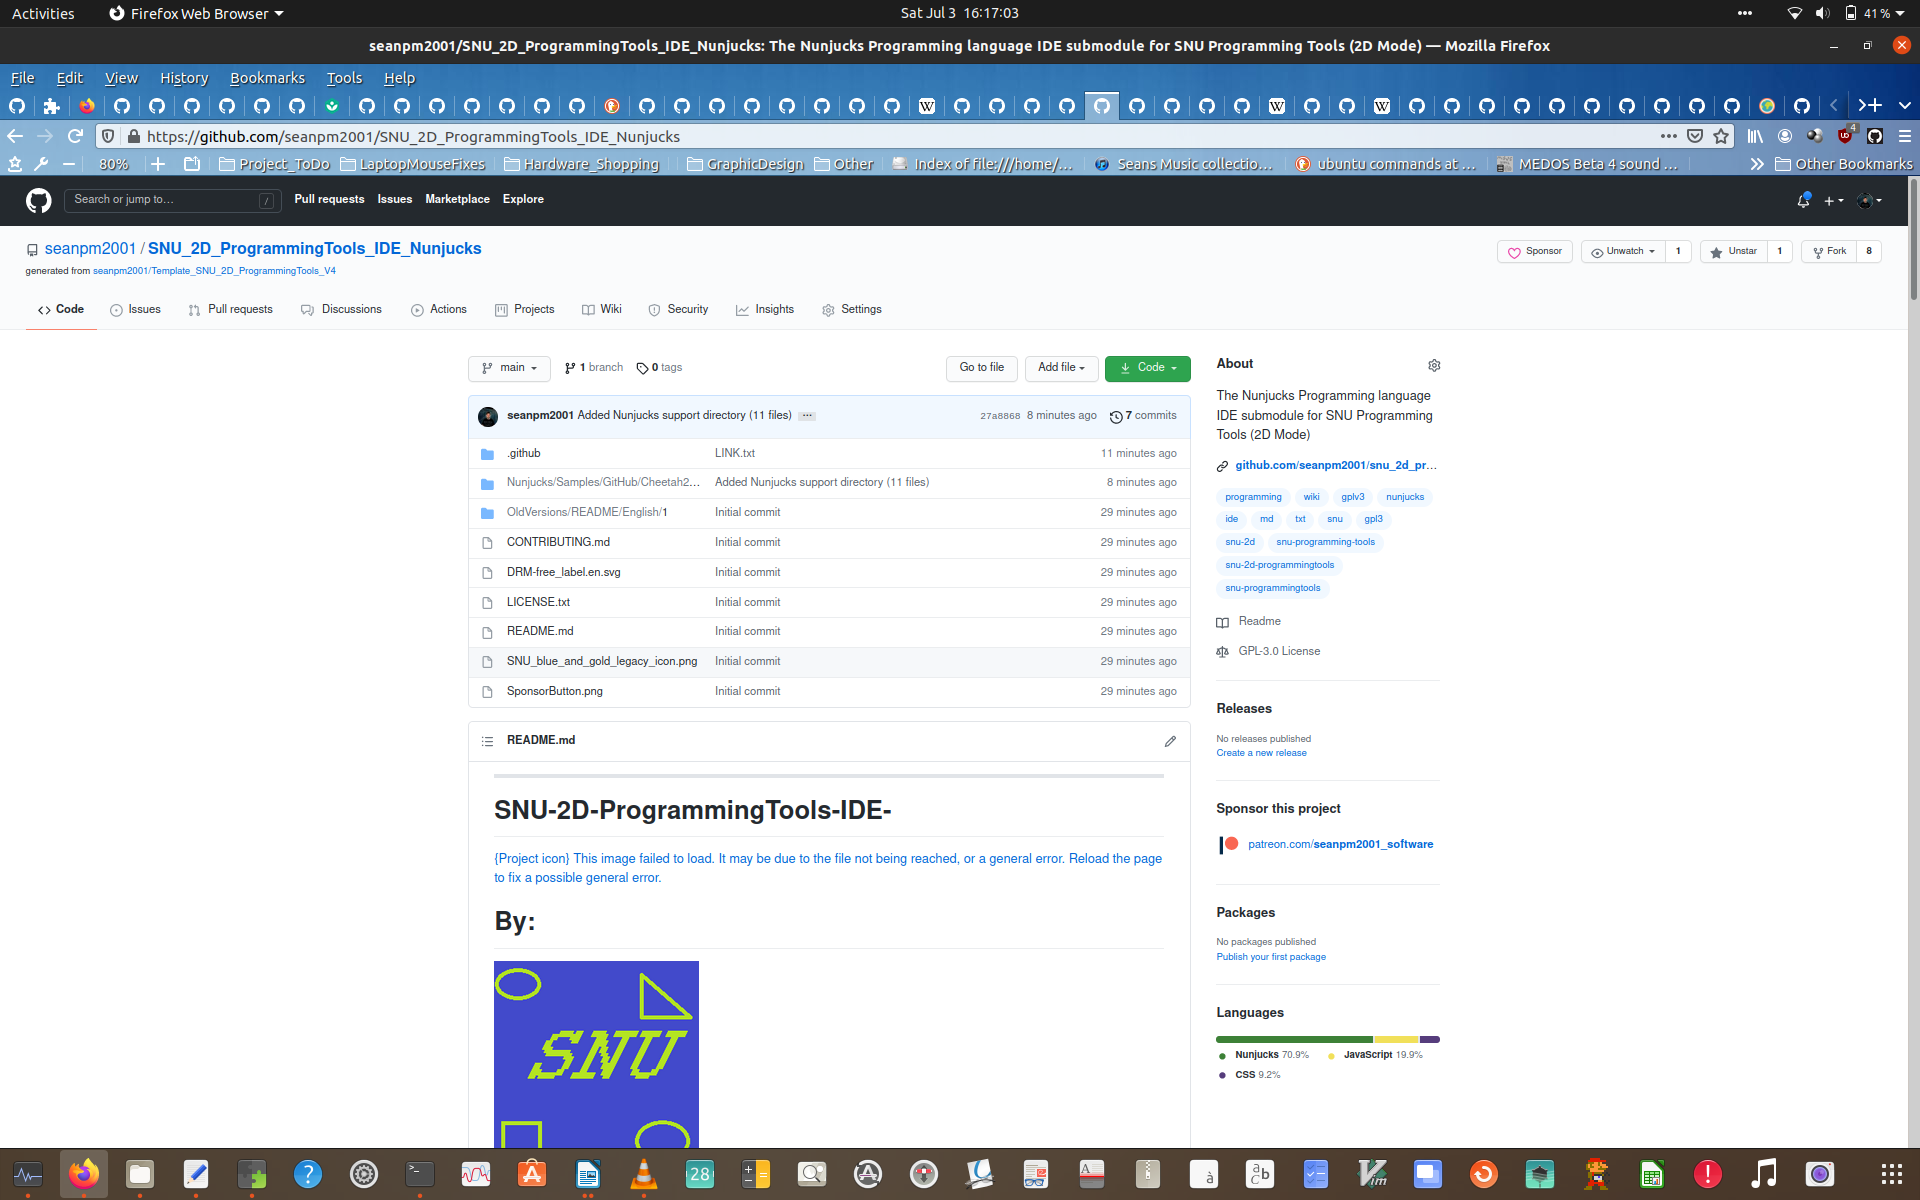 Activities
Firefox Web Browser
Sat Jul 3 16:17:03
41 %
seanpm2001/SNU_2D_ProgrammingTools_IDE_Nunjucks: The Nunjucks Programming language IDE submodule for SNU Programming Tools (2D Mode) — Mozilla Firefox
File Edit View History Bookmarks Tools Help
https://github.com/seanpm2001/SNU_2D_ProgrammingTools_IDE_Nunjucks
4
80%
Project_ToDo
LaptopMouseFixes
Hardware_Shopping
GraphicDesign
Other
Index of file:///home/...
Seans Music collectio...
ubuntu commands at ...
MEDOS Beta 4 sound ...
Other Bookmarks
Search or jump to...
/
Pull requests Issues Marketplace Explore
seanpm2001 / SNU_2D_ProgrammingTools_IDE_Nunjucks
generated from seanpm2001/Template_SNU_2D_ProgrammingTools_V4
Sponsor
Unwatch 1
Unstar 1
Fork 8
Code
Issues
Pull requests
Discussions
Actions
Projects
Wiki
Security
Insights
Settings
main
1 branch
0 tags
Go to file
Add file
Code
seanpm2001 Added Nunjucks support directory (11 files) ...
27a8868 8 minutes ago 7 commits
.github LINK.txt 11 minutes ago
Nunjucks/Samples/GitHub/Cheetah2... Added Nunjucks support directory (11 files) 8 minutes ago
OldVersions/README/English/1 Initial commit 29 minutes ago
CONTRIBUTING.md Initial commit 29 minutes ago
DRM-free_label.en.svg Initial commit 29 minutes ago
LICENSE.txt Initial commit 29 minutes ago
README.md Initial commit 29 minutes ago
SNU_blue_and_gold_legacy_icon.png Initial commit 29 minutes ago
SponsorButton.png Initial commit 29 minutes ago
README.md
SNU-2D-ProgrammingTools-IDE-
{Project icon} This image failed to load. It may be due to the file not being reached, or a general error. Reload the page
to fix a possible general error.
By:
SNU
About
The Nunjucks Programming language
IDE submodule for SNU Programming
Tools (2D Mode)
github.com/seanpm2001/snu_2d_pr...
programming wiki gplv3 nunjucks
ide md txt snu gpl3
snu-2d snu-programming-tools
snu-2d-programmingtools
snu-programmingtools
Readme
GPL-3.0 License
Releases
No releases published
Create a new release
Sponsor this project
patreon.com/seanpm2001_software
Packages
No packages published
Publish your first package
Languages
Nunjucks 70.9%
JavaScript 19.9%
CSS 9.2%
28